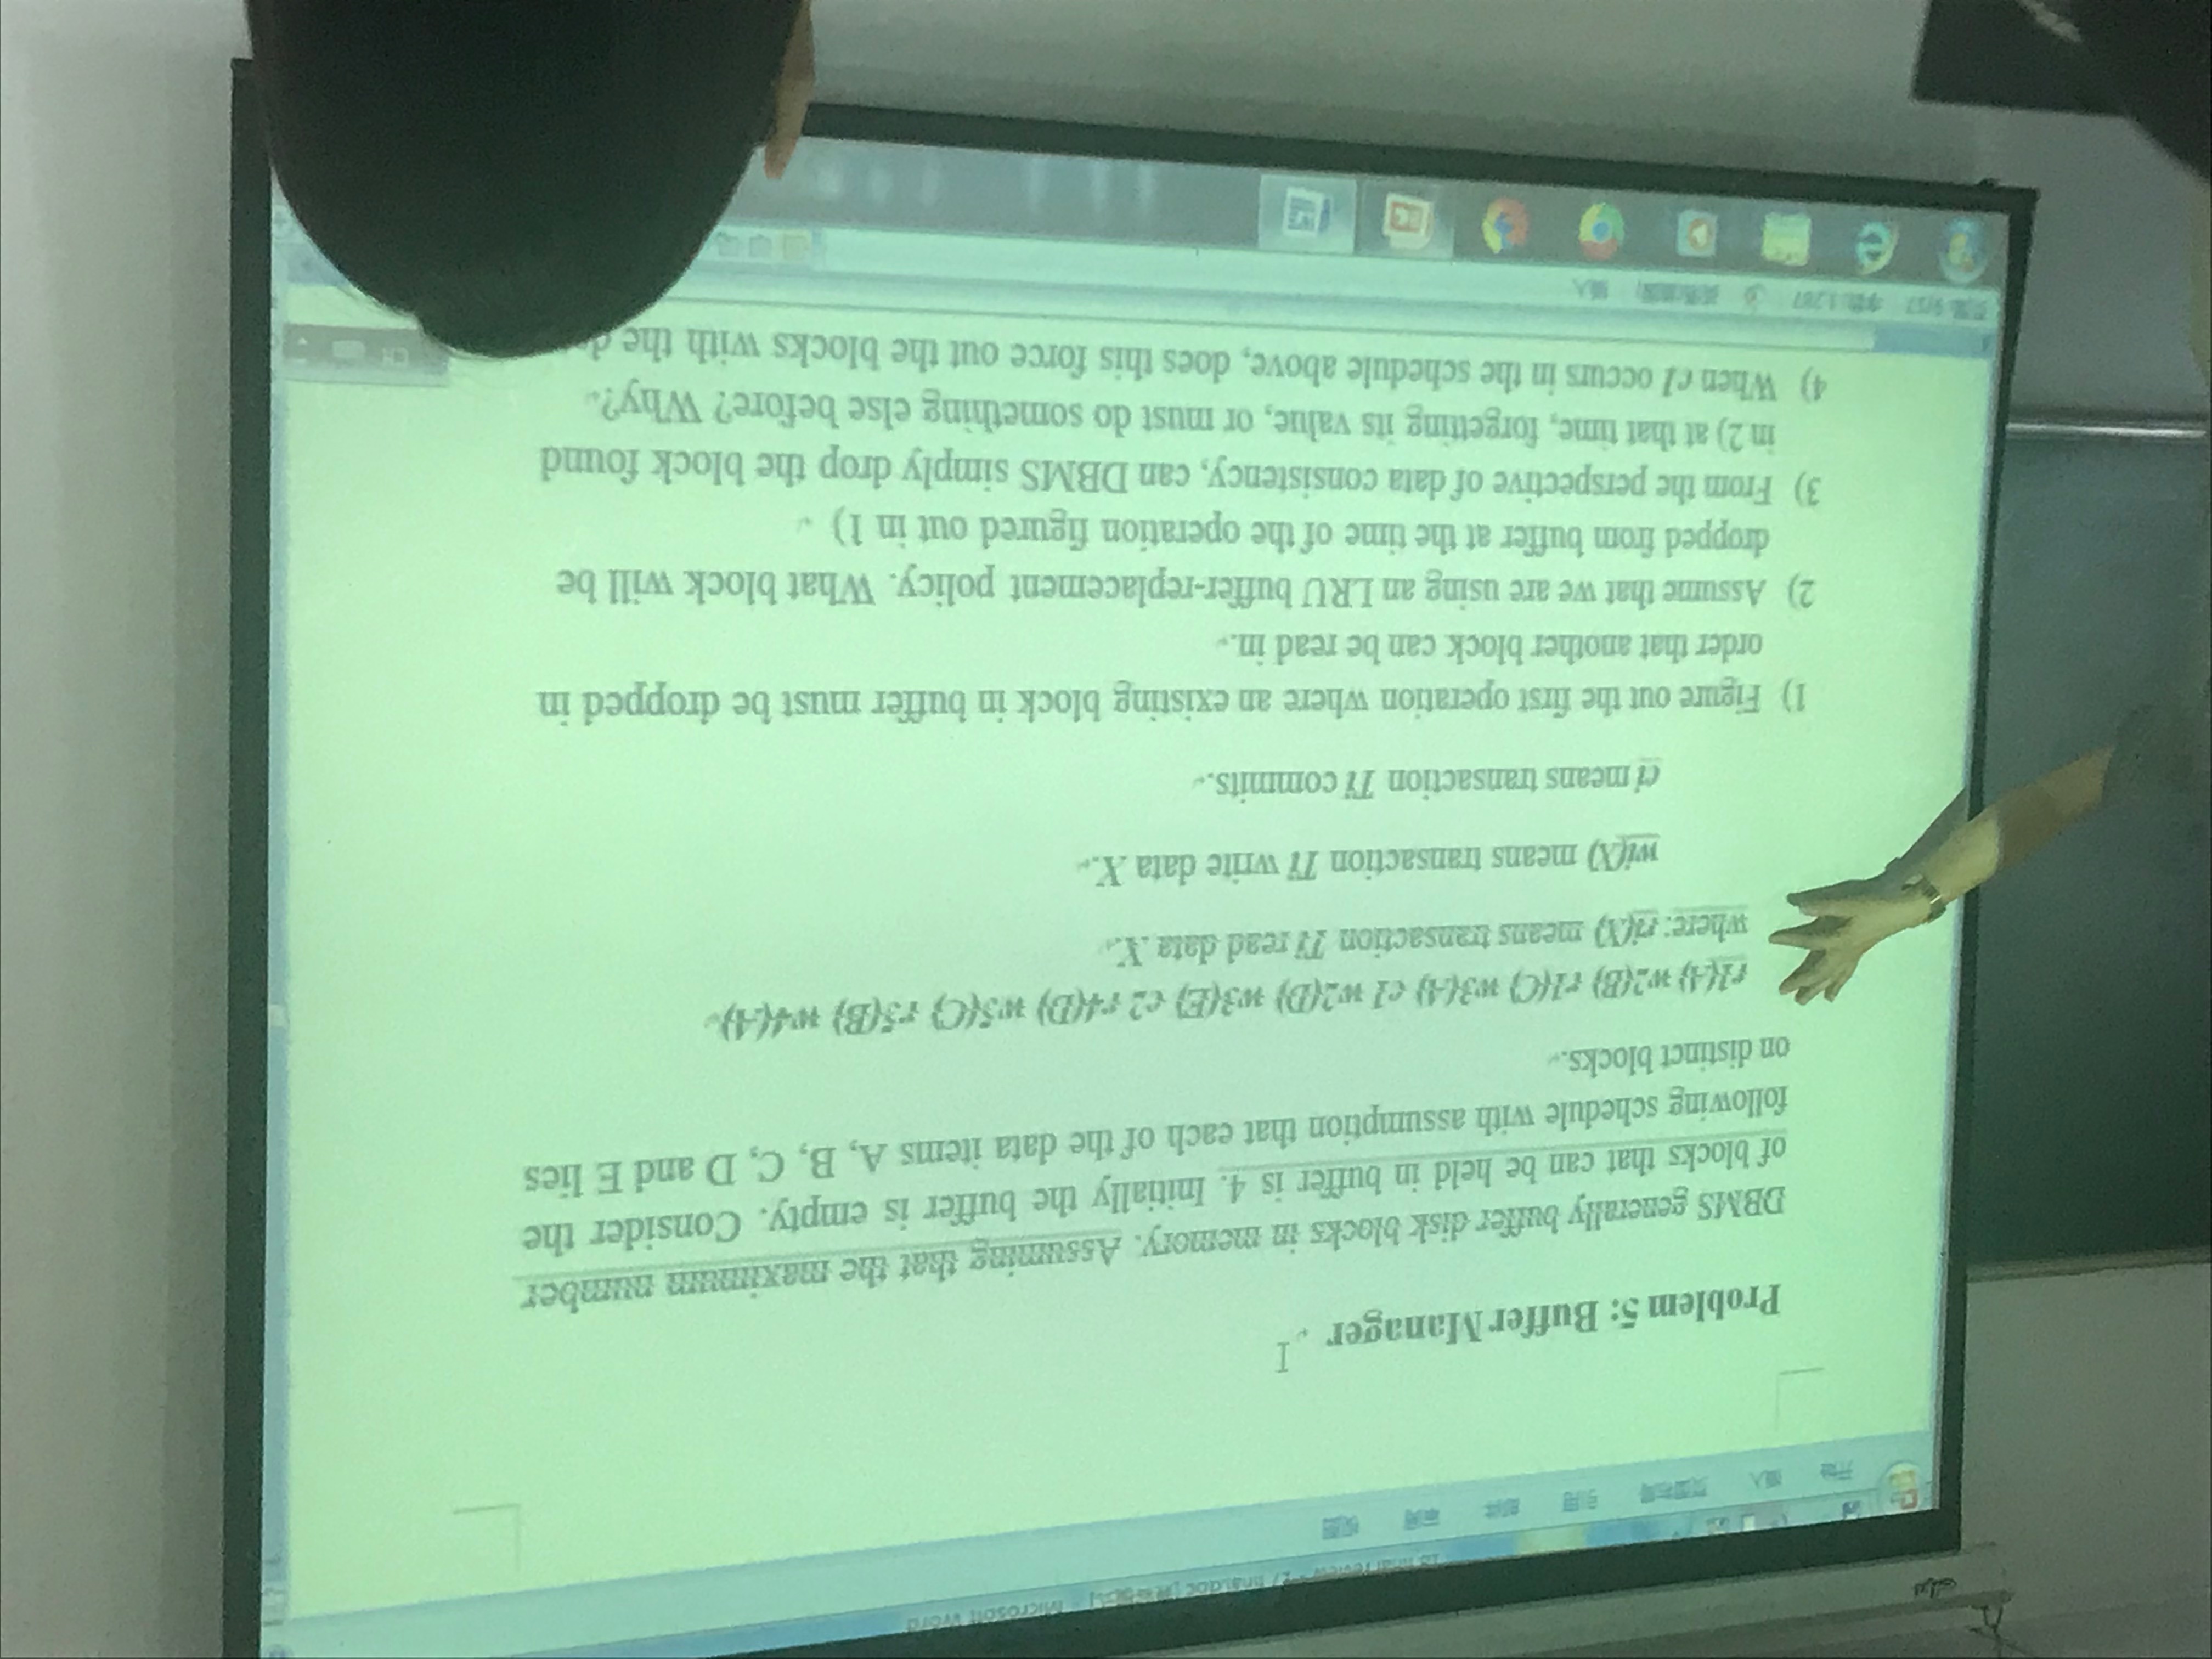 final.doc [兼容模式] - Microsoft Word
开始 插入 页面布局 引用 邮件 审阅 视图
Problem 5: Buffer Manager
DBMS generally buffer disk blocks in memory. Assuming that the maximum number
of blocks that can be held in buffer is 4. Initially the buffer is empty. Consider the
following schedule with assumption that each of the data items A, B, C, D and E lies
on distinct blocks.
r1(A) w2(B) r1(C) w3(A) c1 w2(D) w3(E) c2 r4(D) w5(C) r5(B) w4(A)
where: ri(X) means transaction Ti read data X.
wi(X) means transaction Ti write data X.
ci means transaction Ti commits.
1) Figure out the first operation where an existing block in buffer must be dropped in
order that another block can be read in.
2) Assume that we are using an LRU buffer-replacement policy. What block will be
dropped from buffer at the time of the operation figured out in 1)
3) From the perspective of data consistency, can DBMS simply drop the block found
in 2) at that time, forgetting its value, or must do something else before? Why?
4) When c1 occurs in the schedule above, does this force out the blocks with the
页面: 9/57 字数: 1,287 英语(美国) 插入